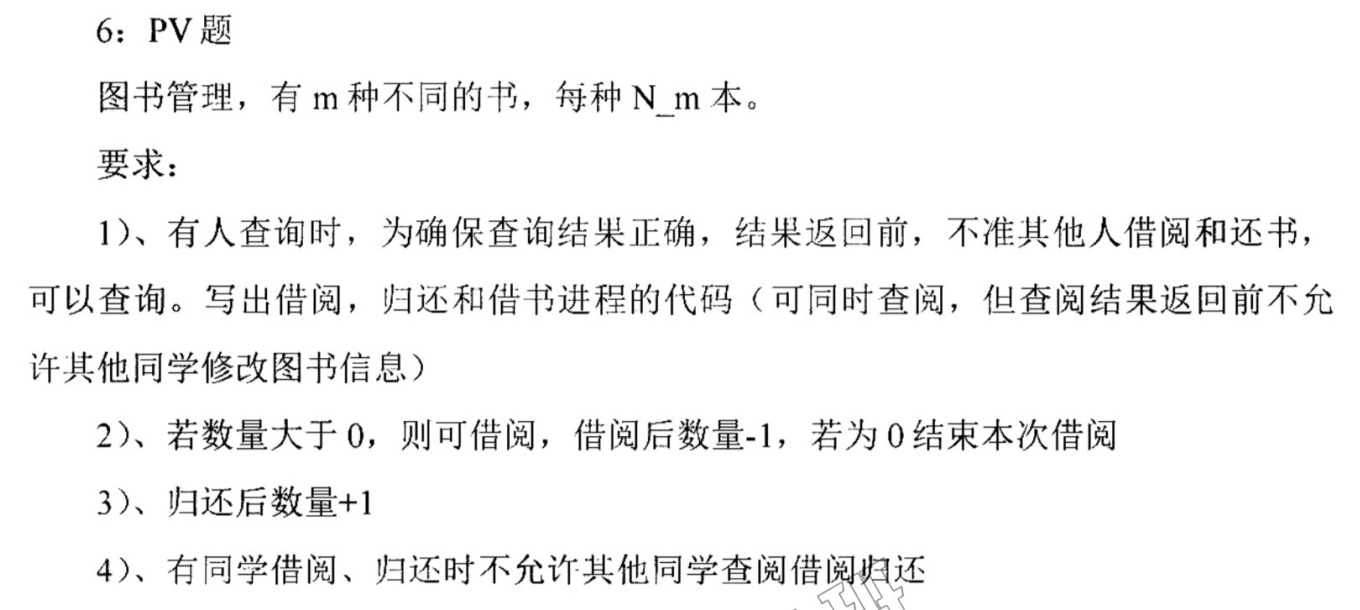 6：PV 题
图书管理，有 m 种不同的书，每种 N_m 本。
要求：
1）、有人查询时，为确保查询结果正确，结果返回前，不准其他人借阅和还书，
可以查询。写出借阅，归还和借书进程的代码（可同时查阅，但查阅结果返回前不允
许其他同学修改图书信息）
2）、若数量大于 0，则可借阅，借阅后数量-1，若为 0 结束本次借阅
3）、归还后数量+1
4）、有同学借阅、归还时不允许其他同学查阅借阅归还
班